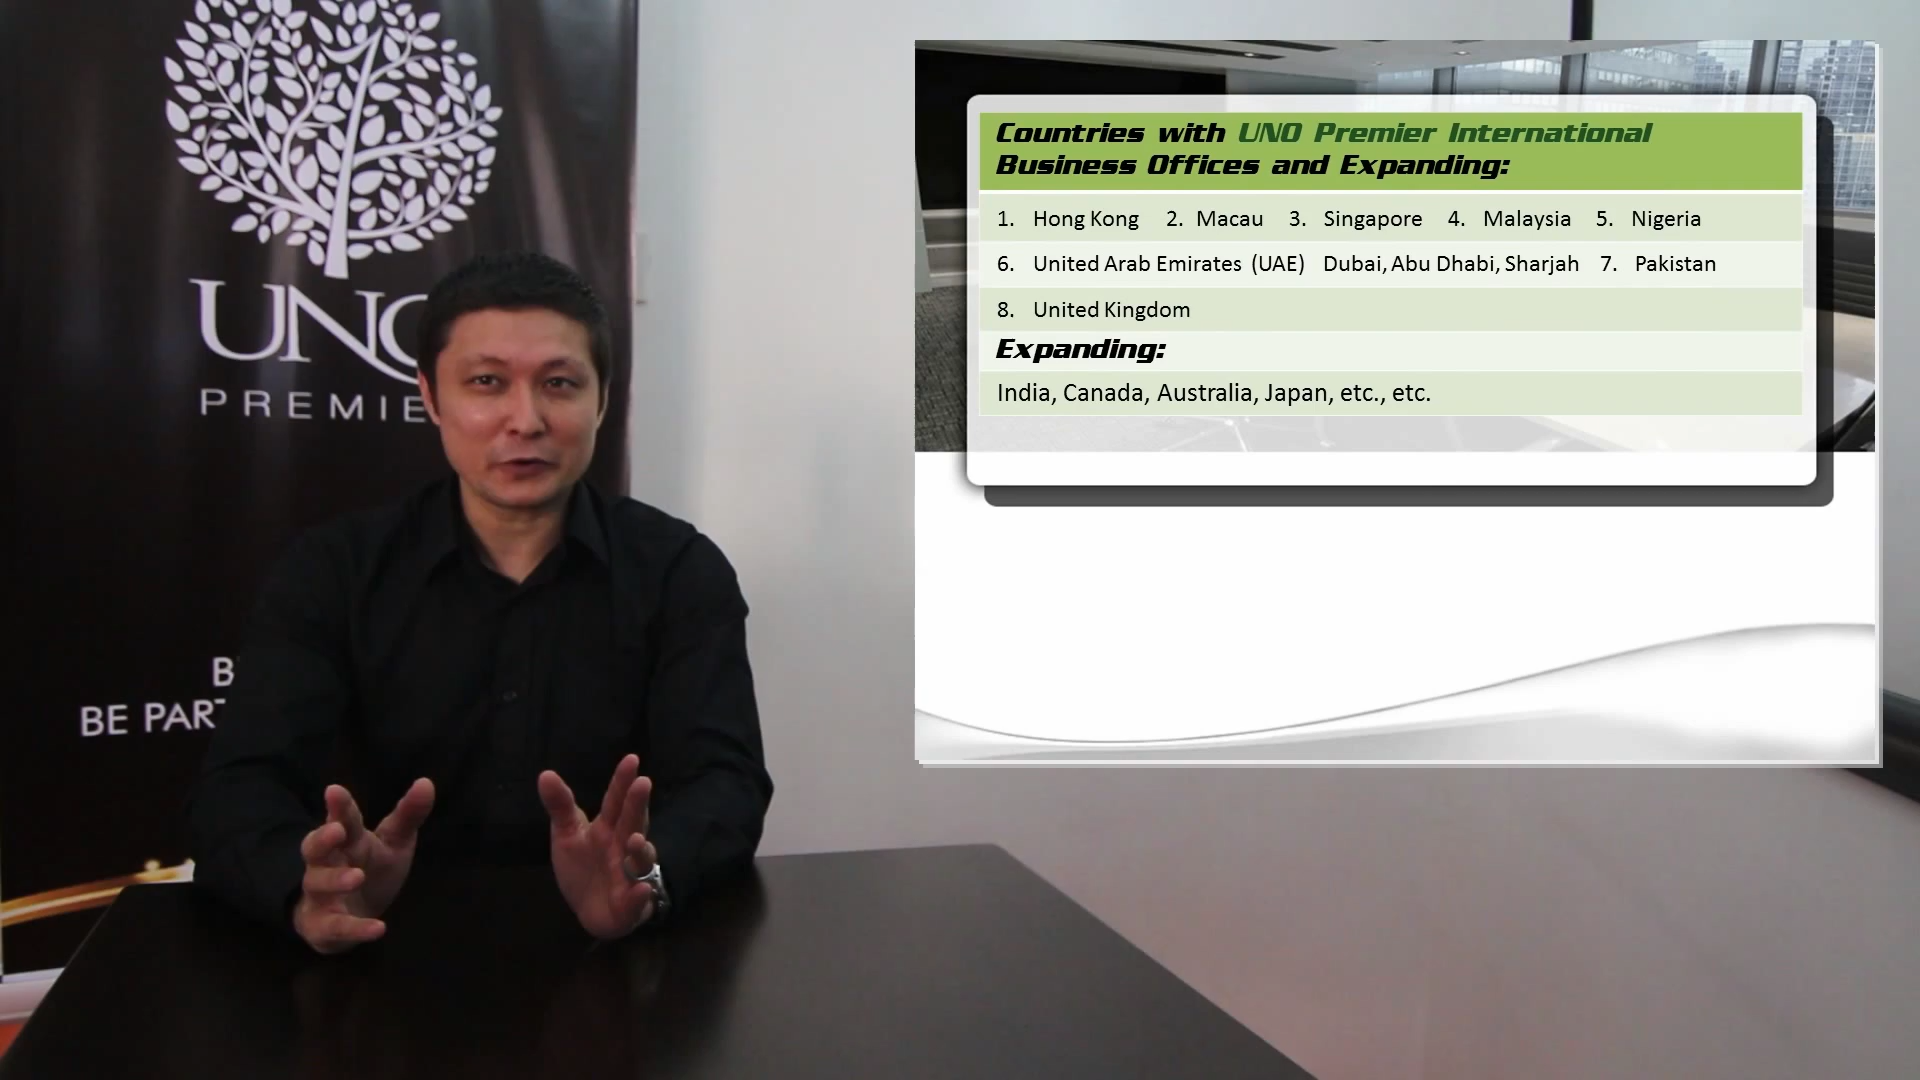 UNO
PREMIE
BE PART
Countries with UNO Premier International
Business Offices and Expanding:
1. Hong Kong 2. Macau 3. Singapore 4. Malaysia 5. Nigeria
6. United Arab Emirates (UAE) Dubai, Abu Dhabi, Sharjah 7. Pakistan
8. United Kingdom
Expanding:
India, Canada, Australia, Japan, etc., etc.